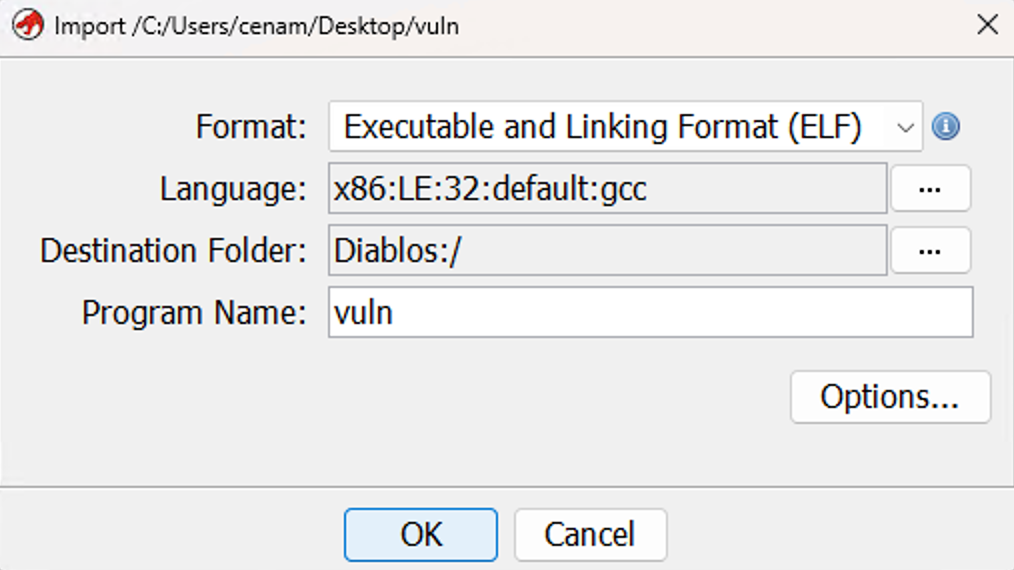 Import /C:/Users/cenam/Desktop/vuln
Format: Executable and Linking Format (ELF)
Language: x86:LE:32:default:gcc ...
Destination Folder: Diablos:/ ...
Program Name: vuln
Options...
OK Cancel